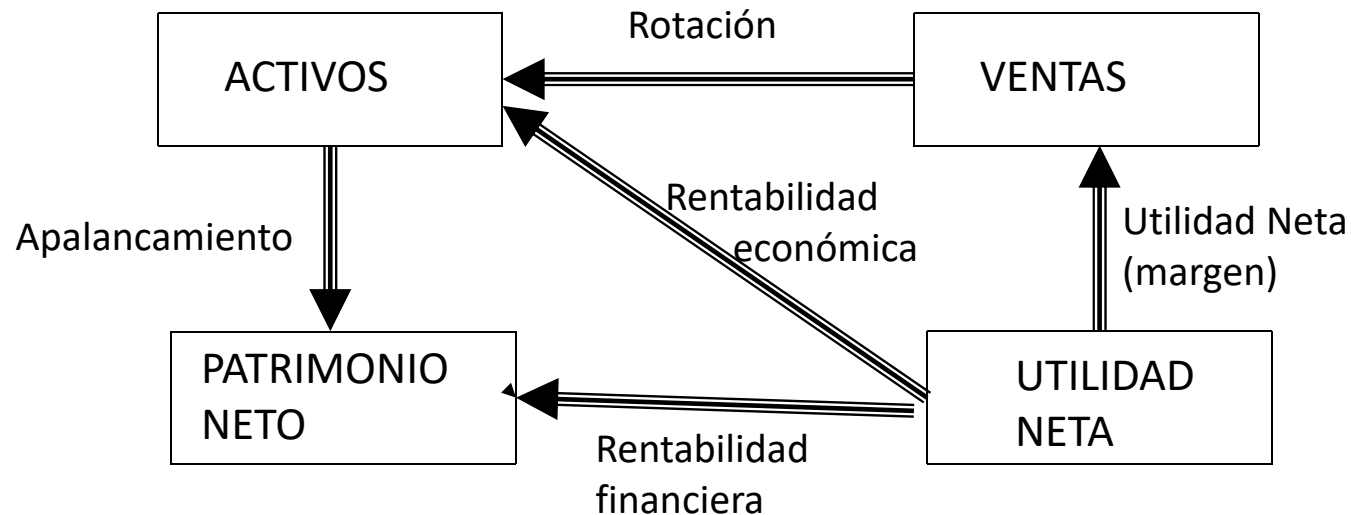 Rotación
ACTIVOS
VENTAS
Rentabilidad
económica
Apalancamiento
Utilidad Neta
(margen)
PATRIMONIO
NETO
UTILIDAD
NETA
Rentabilidad
financiera